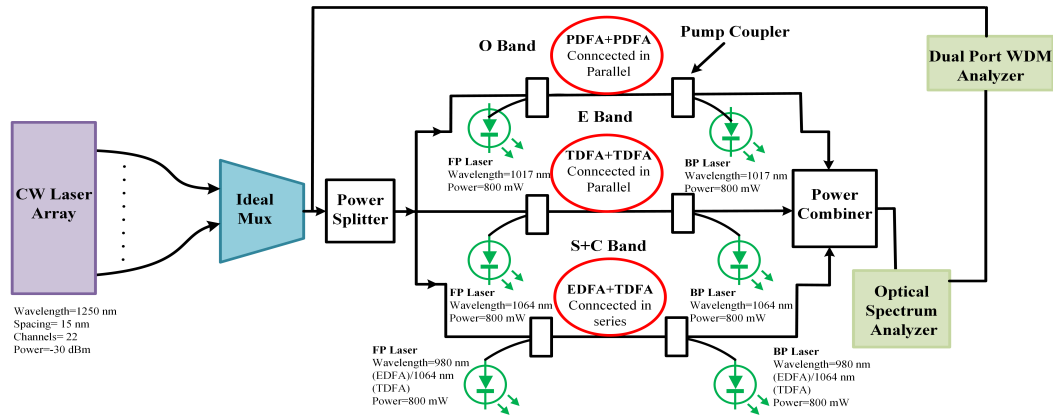 O Band
PDFA+PDFA
Conncected in
Parallel
Pump Coupler
Dual Port WDM
Analyzer
FP Laser
Wavelength=1017 nm
Power=800 mW
E Band
BP Laser
Wavelength=1017 nm
Power=800 mW
CW Laser
Array
Ideal
Mux
Power
Splitter
TDFA+TDFA
Connected in
Parallel
Power
Combiner
FP Laser
Wavelength=1064 nm
Power=800 mW
S+C Band
BP Laser
Wavelength=1064 nm
Power=800 mW
EDFA+TDFA
Conncected in
series
Optical
Spectrum
Analyzer
Wavelength=1250 nm
Spacing= 15 nm
Channels= 22
Power=-30 dBm
FP Laser
Wavelength=980 nm
(EDFA)/1064 nm
(TDFA)
Power=800 mW
BP Laser
Wavelength=980
(EDFA)/1064 nm
(TDFA)
Power=800 mW